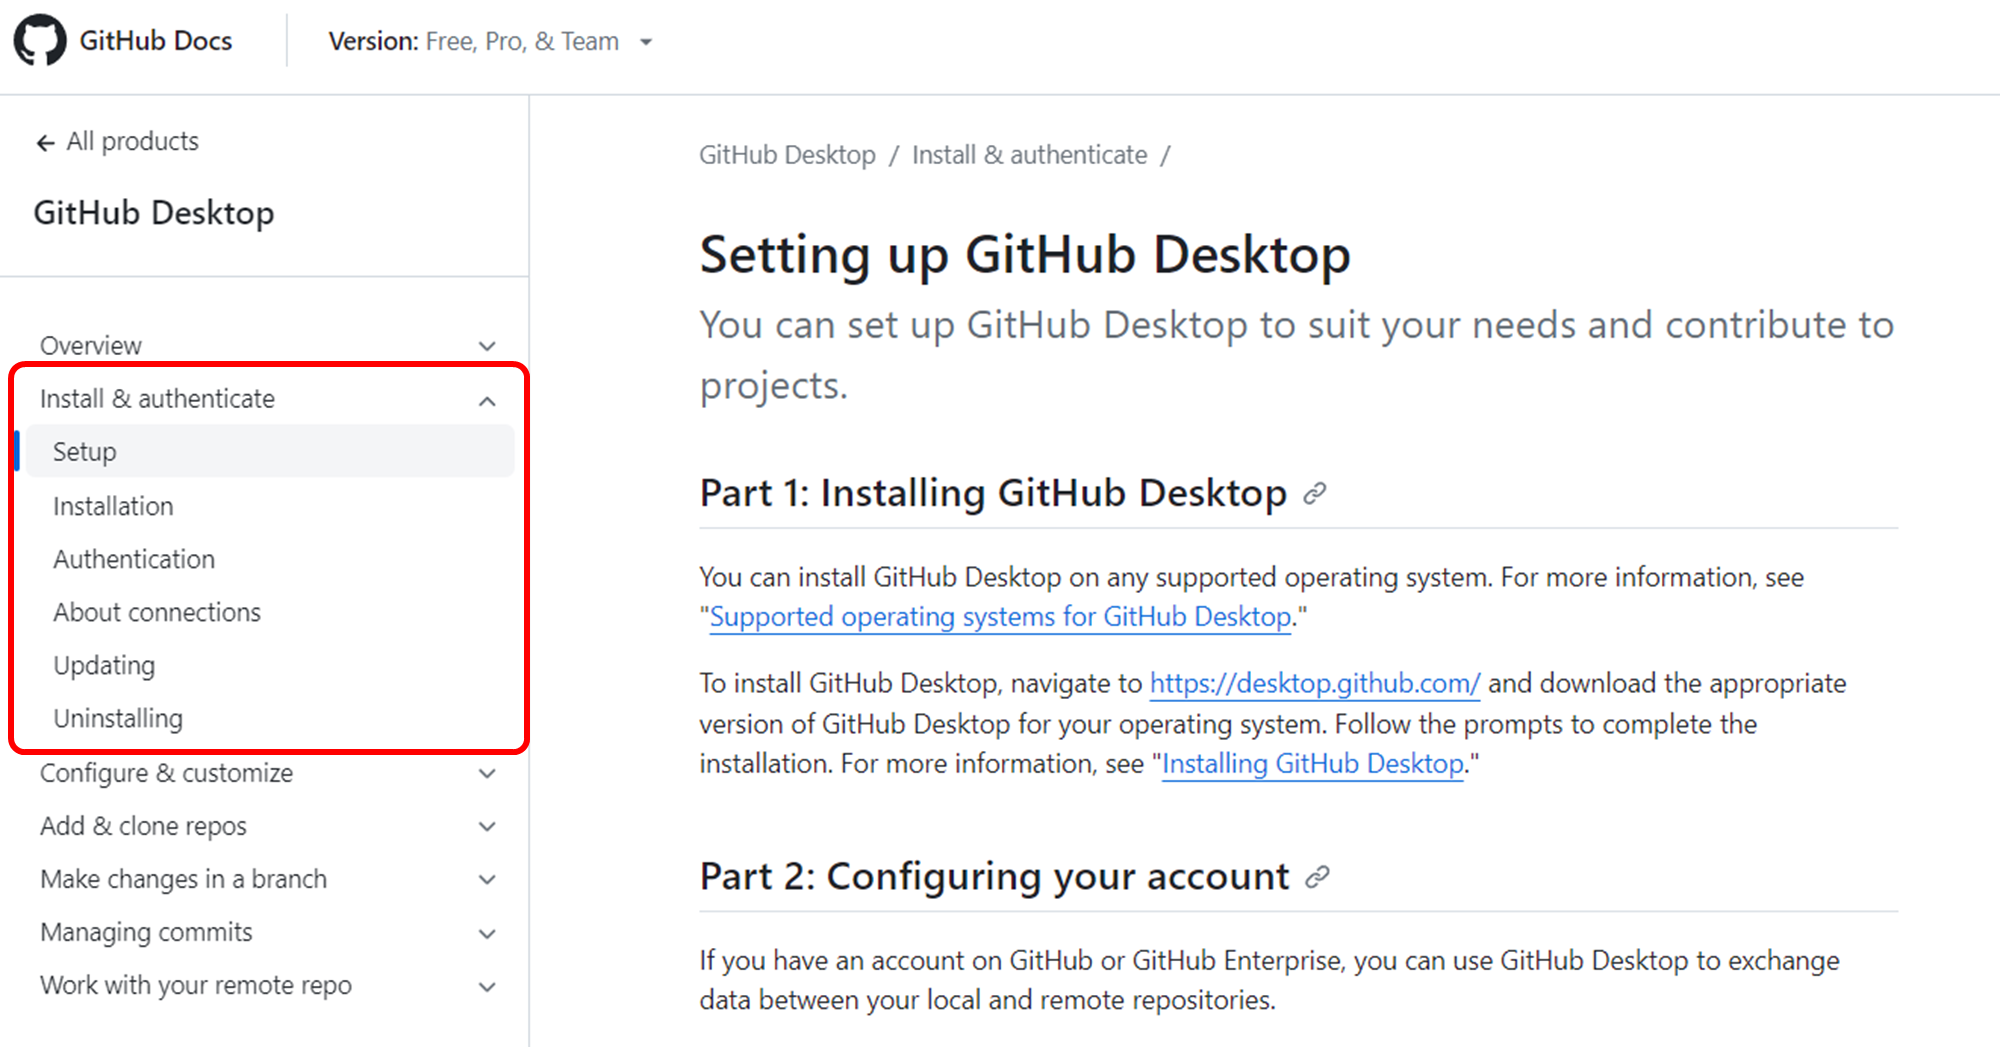 GitHub Docs
Version: Free, Pro, & Team
All products
GitHub Desktop
Overview
Install & authenticate
Setup
Installation
Authentication
About connections
Updating
Uninstalling
Configure & customize
Add & clone repos
Make changes in a branch
Managing commits
Work with your remote repo
GitHub Desktop / Install & authenticate /
Setting up GitHub Desktop
You can set up GitHub Desktop to suit your needs and contribute to
projects.
Part 1: Installing GitHub Desktop
You can install GitHub Desktop on any supported operating system. For more information, see
"Supported operating systems for GitHub Desktop."
To install GitHub Desktop, navigate to https://desktop.github.com/ and download the appropriate
version of GitHub Desktop for your operating system. Follow the prompts to complete the
installation. For more information, see "Installing GitHub Desktop."
Part 2: Configuring your account
If you have an account on GitHub or GitHub Enterprise, you can use GitHub Desktop to exchange
data between your local and remote repositories.